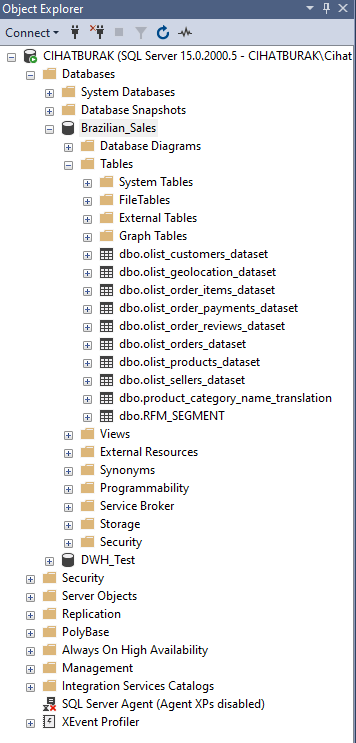 Object Explorer
Connect
CIHATBURAK (SQL Server 15.0.2000.5 - CIHATBURAK\Cihat
Databases
System Databases
Database Snapshots
Brazilian_Sales
Database Diagrams
Tables
System Tables
FileTables
External Tables
Graph Tables
dbo.olist_customers_dataset
dbo.olist_geolocation_dataset
dbo.olist_order_items_dataset
dbo.olist_order_payments_dataset
dbo.olist_order_reviews_dataset
dbo.olist_orders_dataset
dbo.olist_products_dataset
dbo.olist_sellers_dataset
dbo.product_category_name_translation
dbo.RFM_SEGMENT
Views
External Resources
Synonyms
Programmability
Service Broker
Storage
Security
DWH_Test
Security
Server Objects
Replication
PolyBase
Always On High Availability
Management
Integration Services Catalogs
SQL Server Agent (Agent XPs disabled)
XEvent Profiler